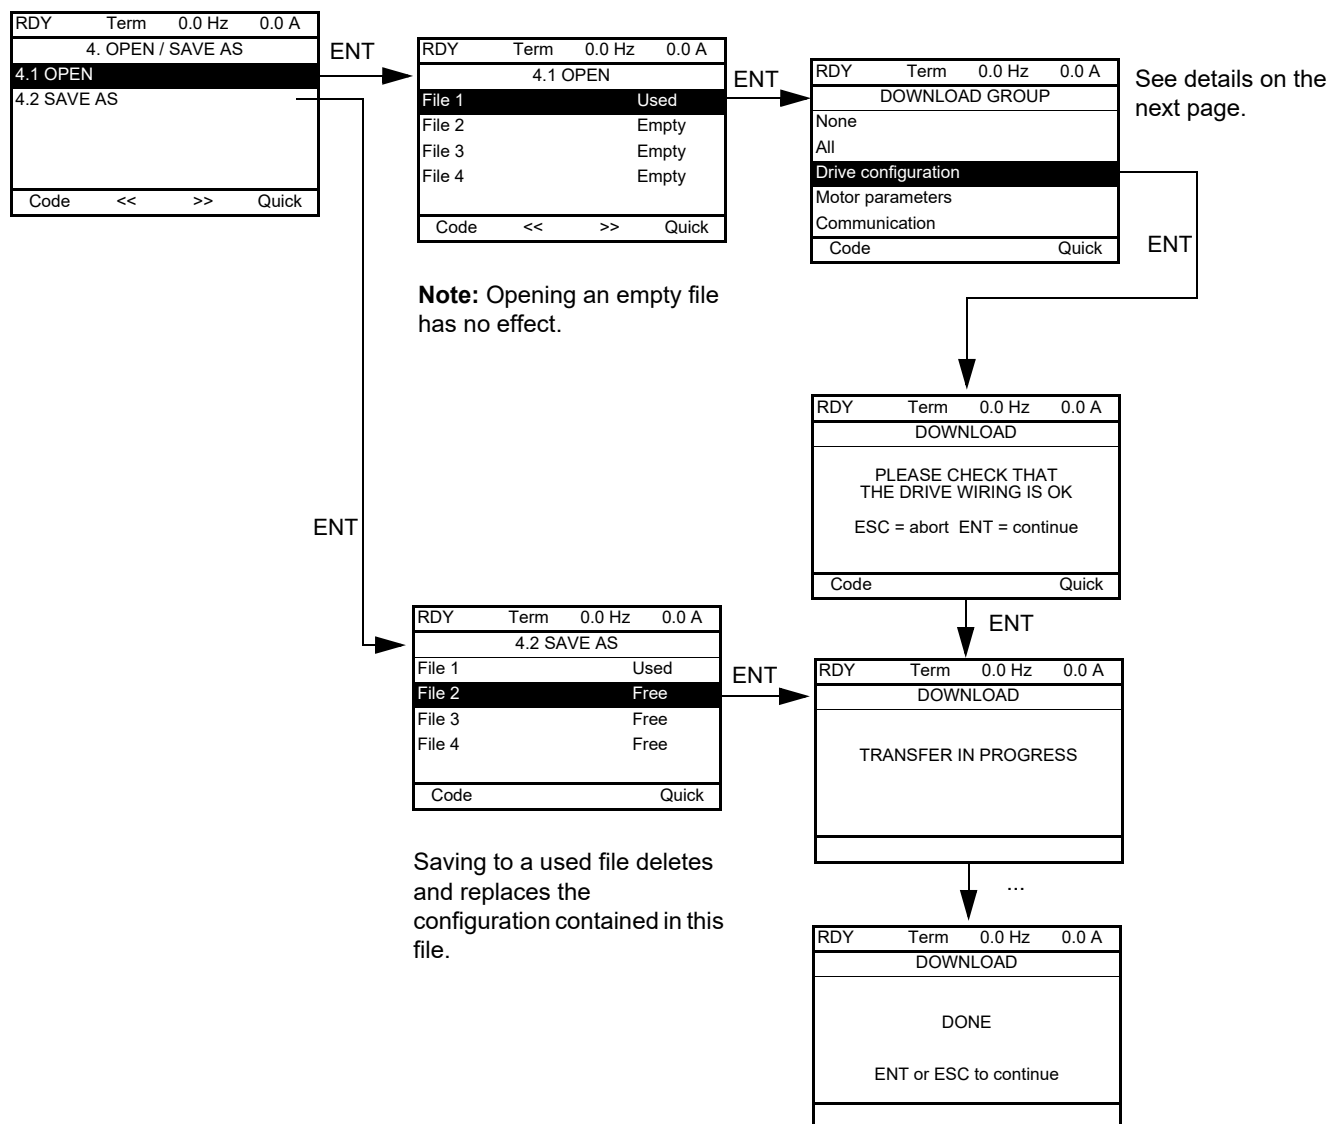 RDY Term 0.0 Hz 0.0 A
4. OPEN / SAVE AS
4.1 OPEN
4.2 SAVE AS
Code << >> Quick
ENT
RDY Term 0.0 Hz 0.0 A
4.1 OPEN
File 1 Used
File 2 Empty
File 3 Empty
File 4 Empty
Code << >> Quick
Note: Opening an empty file
has no effect.
ENT
RDY Term 0.0 Hz 0.0 A
DOWNLOAD GROUP
None
All
Drive configuration
Motor parameters
Communication
Code Quick
See details on the
next page.
ENT
RDY Term 0.0 Hz 0.0 A
DOWNLOAD
PLEASE CHECK THAT
THE DRIVE WIRING IS OK
ESC = abort ENT = continue
Code Quick
ENT
ENT
RDY Term 0.0 Hz 0.0 A
4.2 SAVE AS
File 1 Used
File 2 Free
File 3 Free
File 4 Free
Code Quick
Saving to a used file deletes
and replaces the
configuration contained in this
file.
ENT
RDY Term 0.0 Hz 0.0 A
DOWNLOAD
TRANSFER IN PROGRESS
...
RDY Term 0.0 Hz 0.0 A
DOWNLOAD
DONE
ENT or ESC to continue